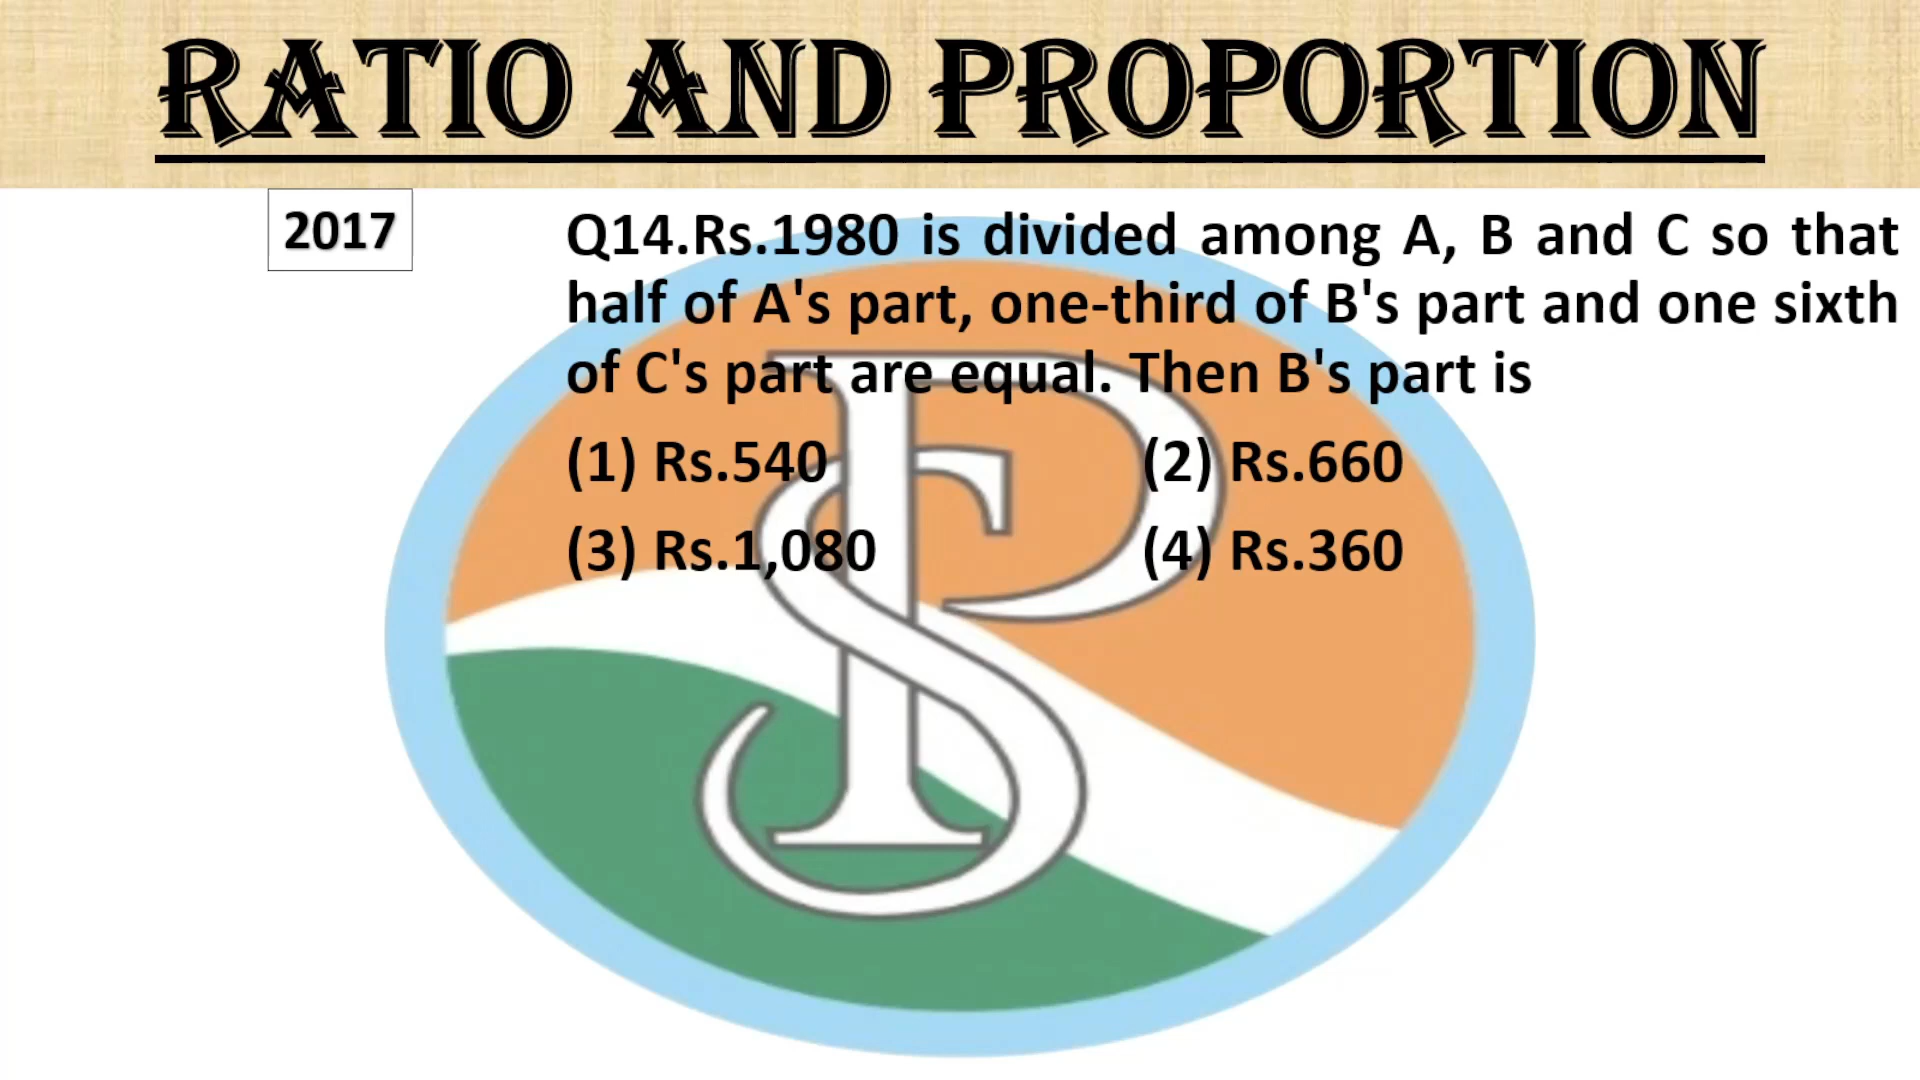 RATIO AND PROPORTION
2017
Q14.Rs.1980 is divided among A, B and C so that
half of A's part, one-third of B's part and one sixth
of C's part are equal. Then B's part is
(1) Rs.540 (2) Rs.660
(3) Rs.1,080 (4) Rs.360